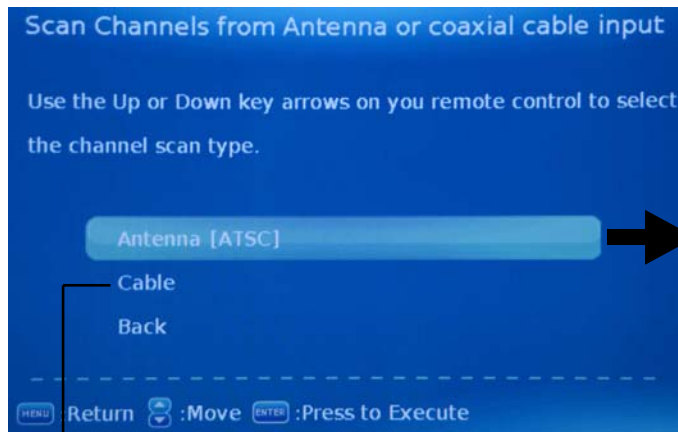 Scan Channels from Antenna or coaxial cable input
Use the Up or Down key arrows on you remote control to select
the channel scan type.
Antenna [ATSC]
Cable
Back
MENU :Return :Move ENTER :Press to Execute